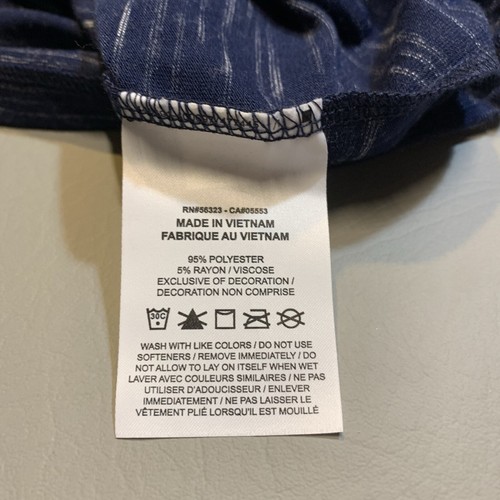 RN#56323 - CA#05553
MADE IN VIETNAM
FABRIQUE AU VIETNAM
95% POLYESTER
5% RAYON / VISCOSE
EXCLUSIVE OF DECORATION /
DECORATION NON COMPRISE
30C
WASH WITH LIKE COLORS / DO NOT USE
SOFTENERS / REMOVE IMMEDIATELY / DO
NOT ALLOW TO LAY ON ITSELF WHEN WET
LAVER AVEC COULEURS SIMILAIRES / NE PAS
UTILISER D'ADOUCISSEUR / ENLEVER
IMMEDIATEMENT / NE PAS LAISSER LE
VÊTEMENT PLIÉ LORSQU'IL EST MOUILLÉ